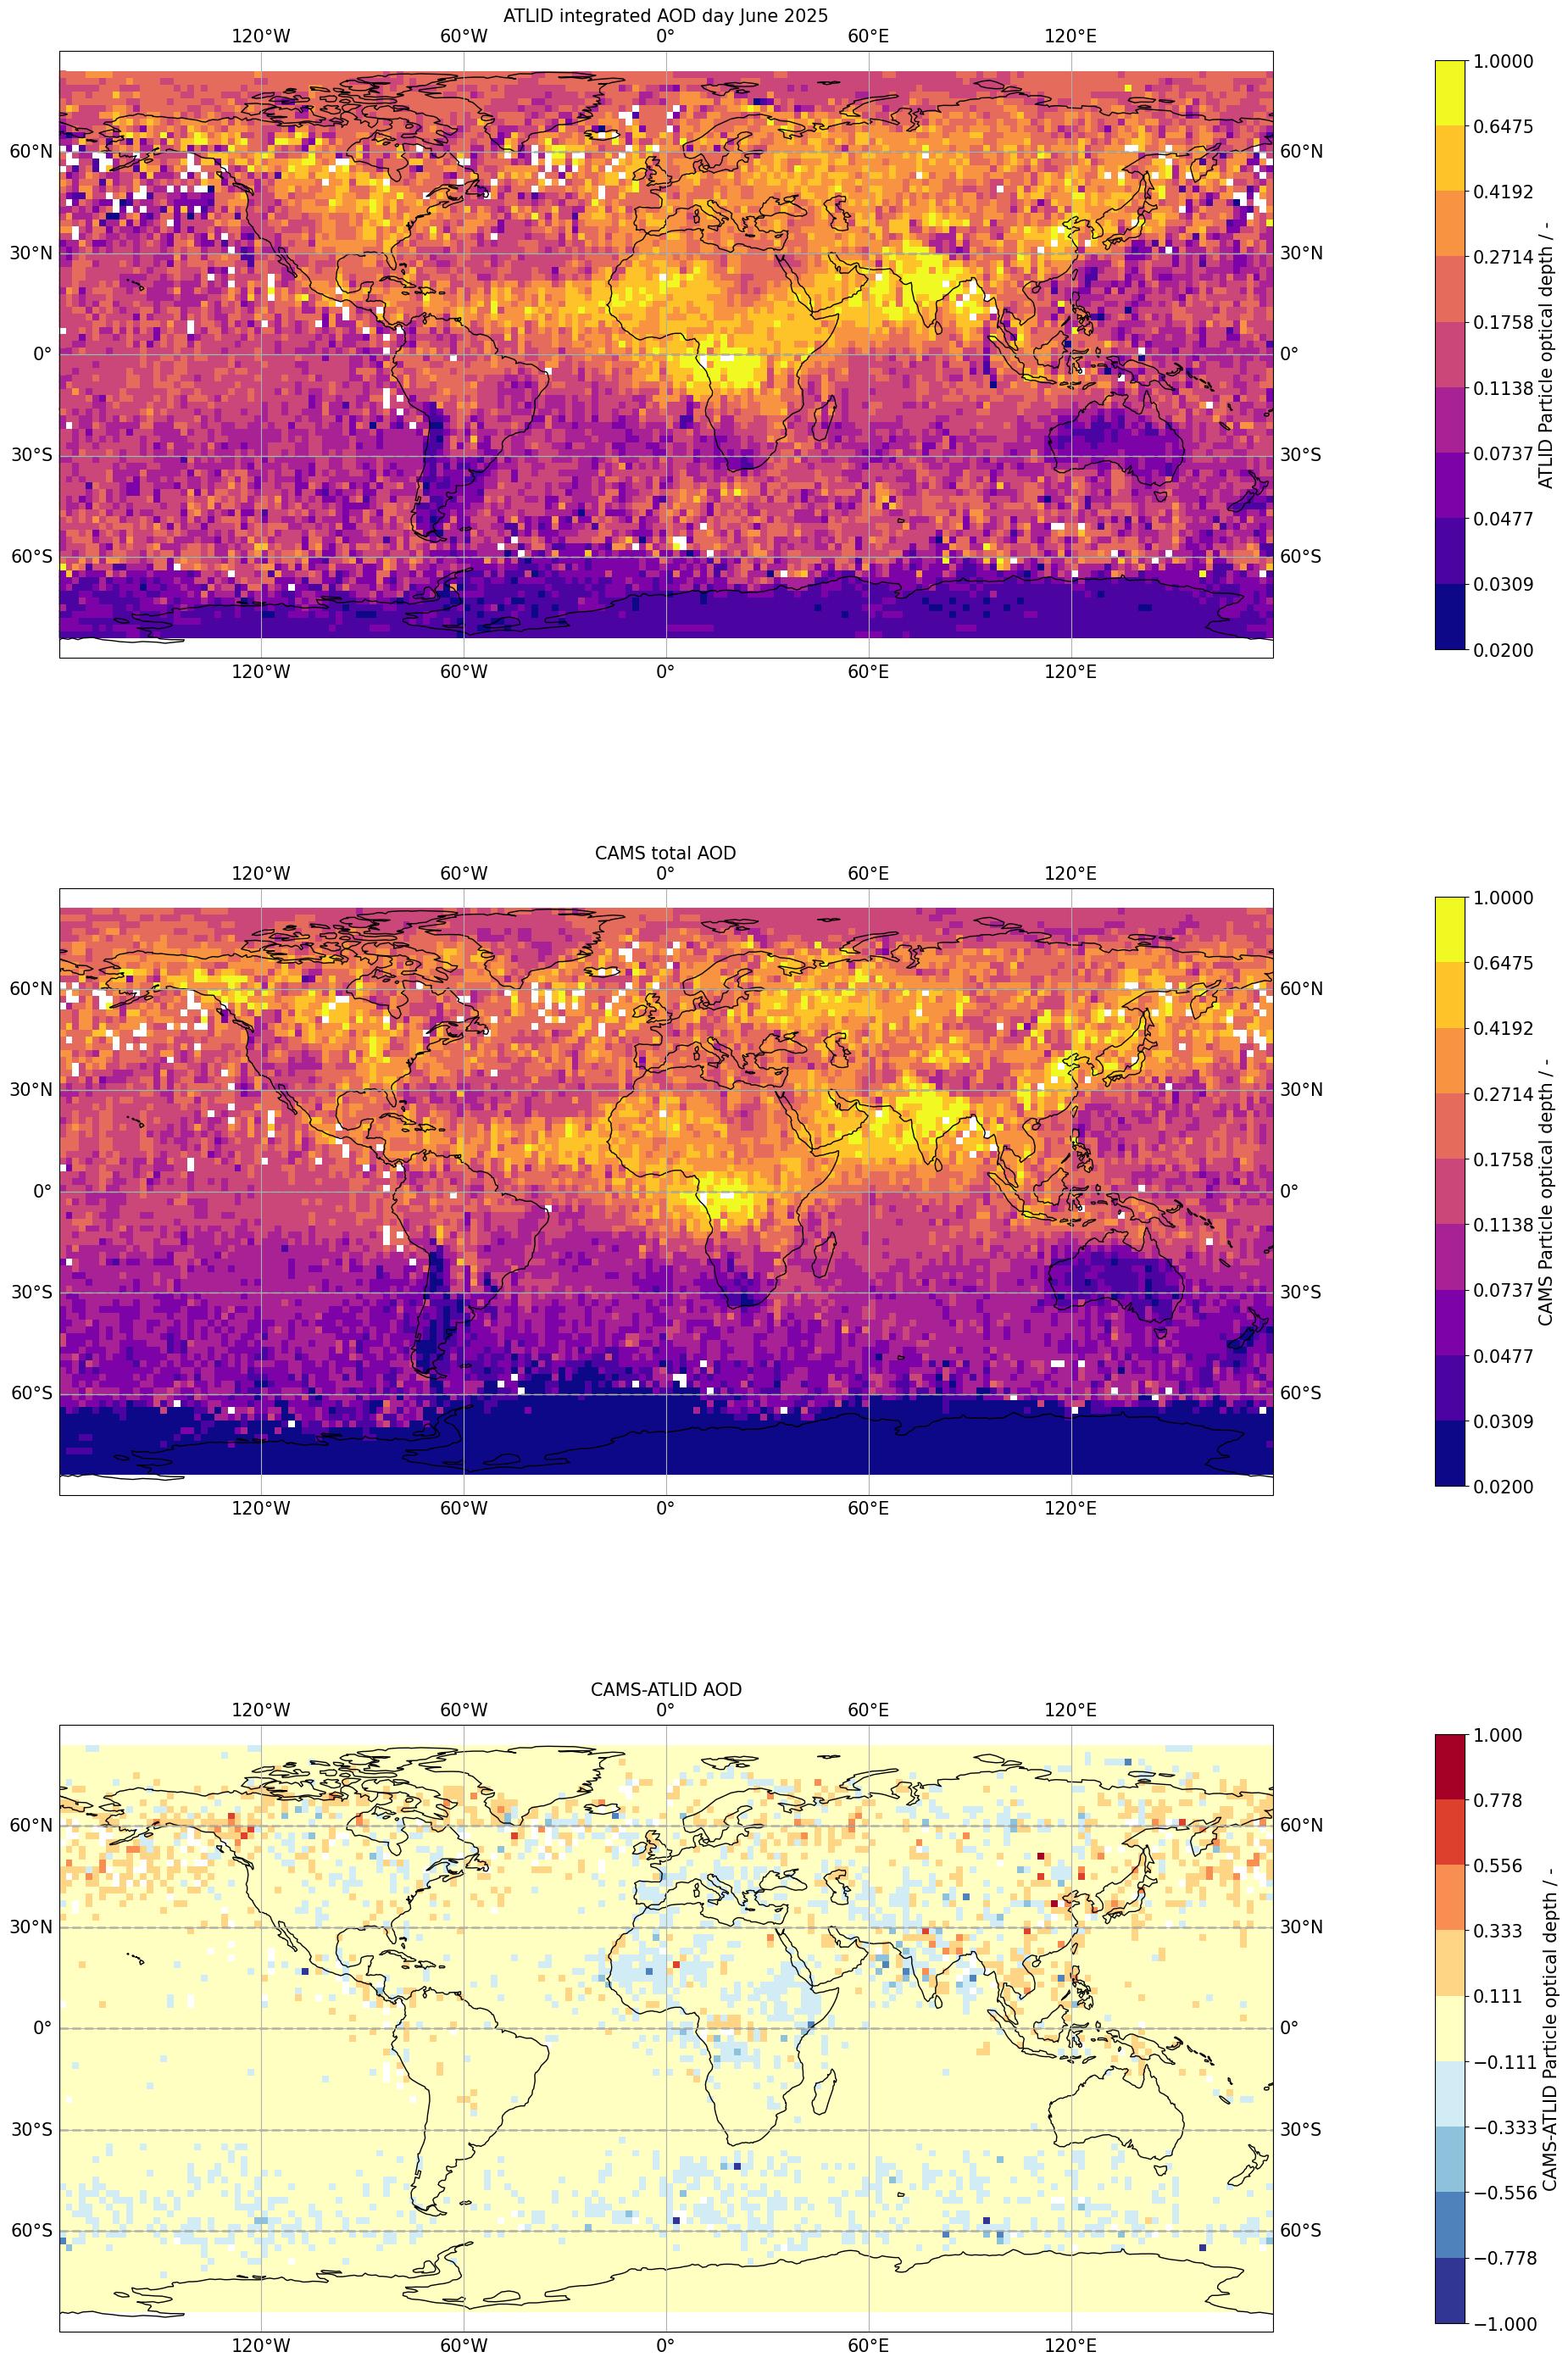 ATLID integrated AOD day June 2025
120°W 60°W 0° 60°E 120°E
60°N 60°N
30°N 30°N
0° 0°
30°S 30°S
60°S 60°S
120°W 60°W 0° 60°E 120°E
1.0000
0.6475
0.4192
0.2714
0.1758
0.1138
0.0737
0.0477
0.0309
0.0200
ATLID Particle optical depth / -
CAMS total AOD
120°W 60°W 0° 60°E 120°E
60°N 60°N
30°N 30°N
0° 0°
30°S 30°S
60°S 60°S
120°W 60°W 0° 60°E 120°E
1.0000
0.6475
0.4192
0.2714
0.1758
0.1138
0.0737
0.0477
0.0309
0.0200
CAMS Particle optical depth / -
CAMS-ATLID AOD
120°W 60°W 0° 60°E 120°E
60°N 60°N
30°N 30°N
0° 0°
30°S 30°S
60°S 60°S
120°W 60°W 0° 60°E 120°E
1.000
0.778
0.556
0.333
0.111
−0.111
−0.333
−0.556
−0.778
−1.000
CAMS-ATLID Particle optical depth / -